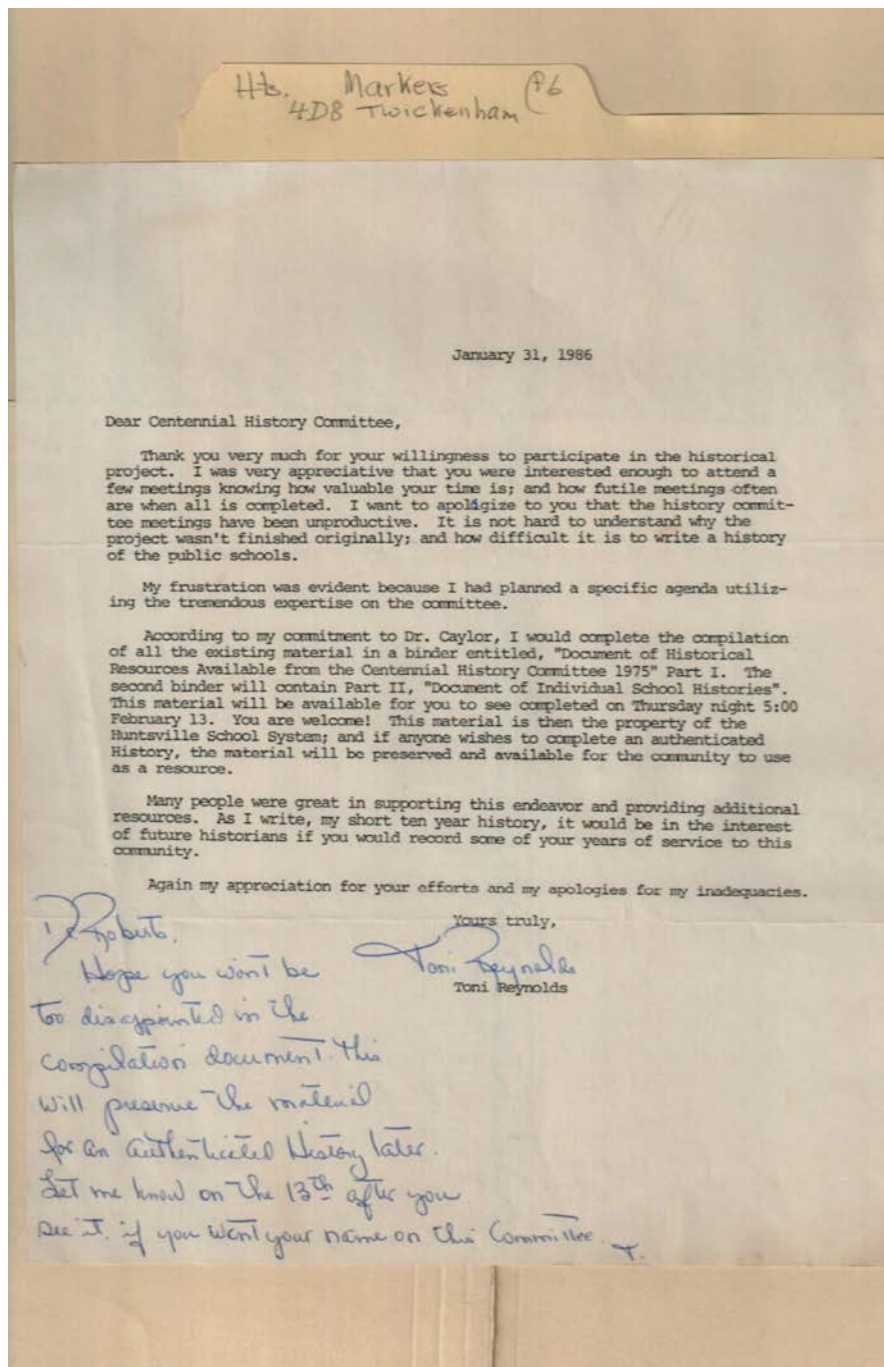 Hts. Markers P6
4D8 Twickenham
January 31, 1986
Dear Centennial History Committee,
Thank you very much for your willingness to participate in the historical
project. I was very appreciative that you were interested enough to attend a
few meetings knowing how valuable your time is; and how futile meetings often
are when all is completed. I want to apoligize to you that the history commit-
tee meetings have been unproductive. It is not hard to understand why the
project wasn't finished originally; and how difficult it is to write a history
of the public schools.
My frustration was evident because I had planned a specific agenda utiliz-
ing the tremendous expertise on the committee.
According to my commitment to Dr. Caylor, I would complete the compilation
of all the existing material in a binder entitled, "Document of Historical
Resources Available from the Centennial History Committee 1975" Part I. The
second binder will contain Part II, "Document of Individual School Histories".
This material will be available for you to see completed on Thursday night 5:00
February 13. You are welcome! This material is then the property of the
Huntsville School System; and if anyone wishes to complete an authenticated
History, the material will be preserved and available for the community to use
as a resource.
Many people were great in supporting this endeavor and providing additional
resources. As I write, my short ten year history, it would be in the interest
of future historians if you would record some of your years of service to this
community.
Again my appreciation for your efforts and my apologies for my inadequacies.
Yours truly,
Toni Reynolds
Toni Reynolds
Dr Roberts,
Hope you won't be
too disappointed in the
compilation document. This
will preserve the material
for an authenticated History later.
Let me know on the 13th after you
see it, if you want your name on this Committee.
T.